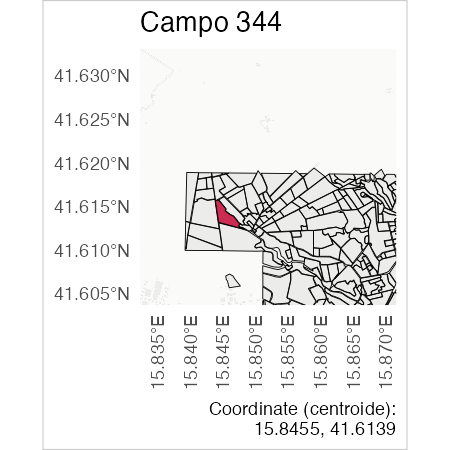 Campo 344
41.630°N
41.625°N
41.620°N
41.615°N
41.610°N
41.605°N
15.835°E
15.840°E
15.845°E
15.850°E
15.855°E
15.860°E
15.865°E
15.870°E
Coordinate (centroide):
15.8455, 41.6139